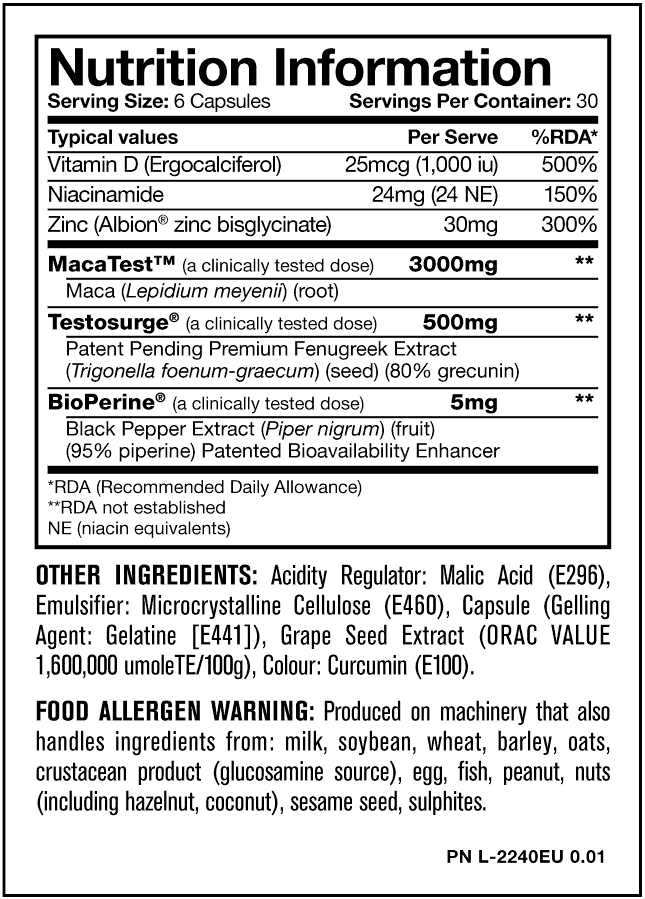 Nutrition Information
Serving Size: 6 Capsules Servings Per Container: 30
Typical values Per Serve %RDA*
Vitamin D (Ergocalciferol) 25mcg (1,000 iu) 500%
Niacinamide 24mg (24 NE) 150%
Zinc (Albion® zinc bisglycinate) 30mg 300%
MacaTest™ (a clinically tested dose) 3000mg **
Maca (Lepidium meyenii) (root)
Testosurge® (a clinically tested dose) 500mg **
Patent Pending Premium Fenugreek Extract
(Trigonella foenum-graecum) (seed) (80% grecunin)
BioPerine® (a clinically tested dose) 5mg **
Black Pepper Extract (Piper nigrum) (fruit)
(95% piperine) Patented Bioavailability Enhancer
*RDA (Recommended Daily Allowance)
**RDA not established
NE (niacin equivalents)
OTHER INGREDIENTS: Acidity Regulator: Malic Acid (E296),
Emulsifier: Microcrystalline Cellulose (E460), Capsule (Gelling
Agent: Gelatine [E441]), Grape Seed Extract (ORAC VALUE
1,600,000 umoleTE/100g), Colour: Curcumin (E100).
FOOD ALLERGEN WARNING: Produced on machinery that also
handles ingredients from: milk, soybean, wheat, barley, oats,
crustacean product (glucosamine source), egg, fish, peanut, nuts
(including hazelnut, coconut), sesame seed, sulphites.
PN L-2240EU 0.01